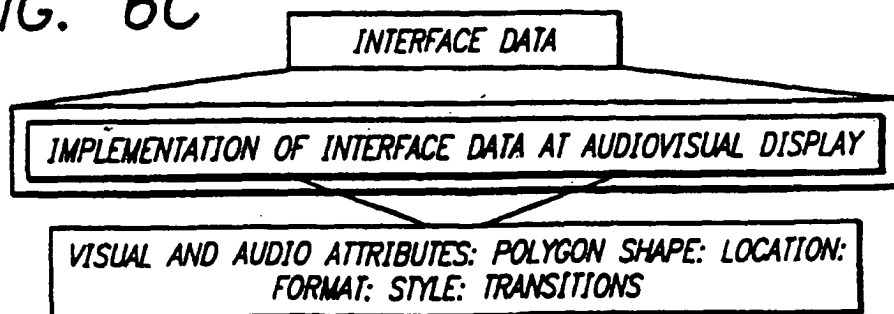 FIG. 6C
INTERFACE DATA
IMPLEMENTATION OF INTERFACE DATA AT AUDIOVISUAL DISPLAY
VISUAL AND AUDIO ATTRIBUTES: POLYGON SHAPE: LOCATION:
FORMAT: STYLE: TRANSITIONS